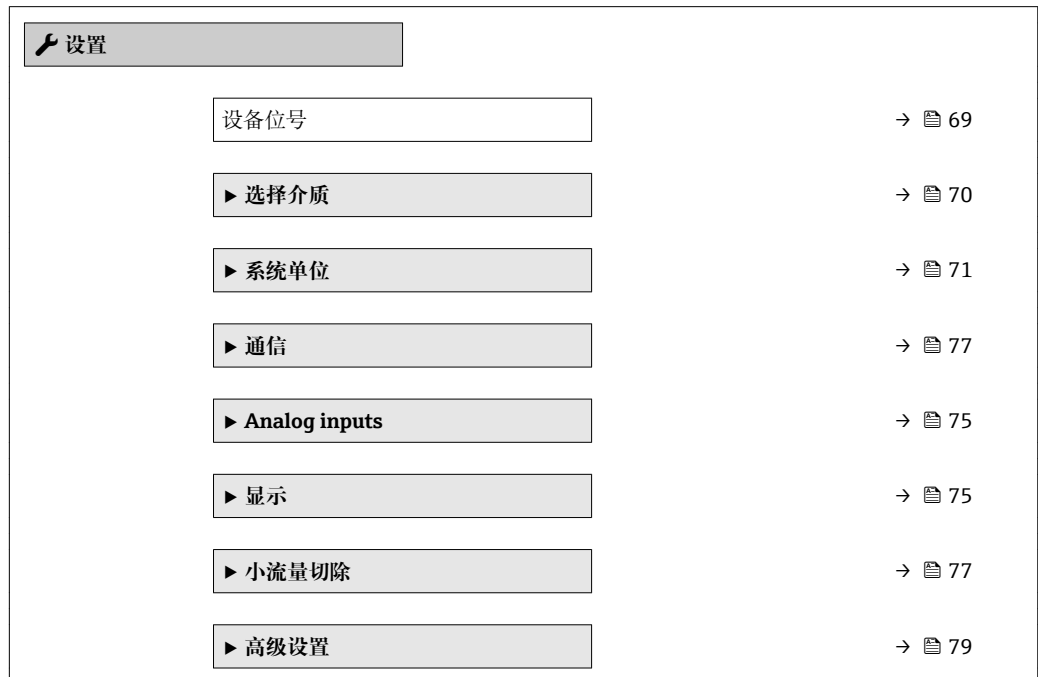 设置
设备位号 → 69
▶ 选择介质 → 70
▶ 系统单位 → 71
▶ 通信 → 77
▶ Analog inputs → 75
▶ 显示 → 75
▶ 小流量切除 → 77
▶ 高级设置 → 79